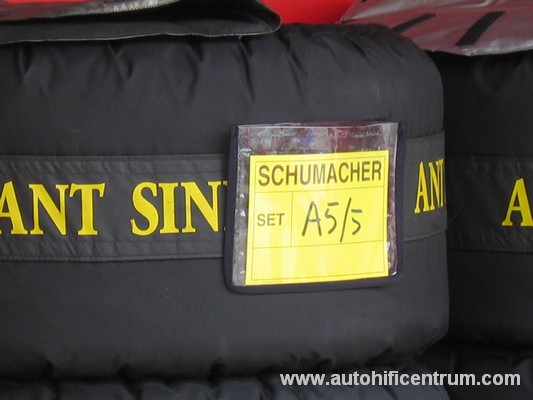 ANT SIN
ANT
A
SCHUMACHER
SET A5/5
www.autohificentrum.com